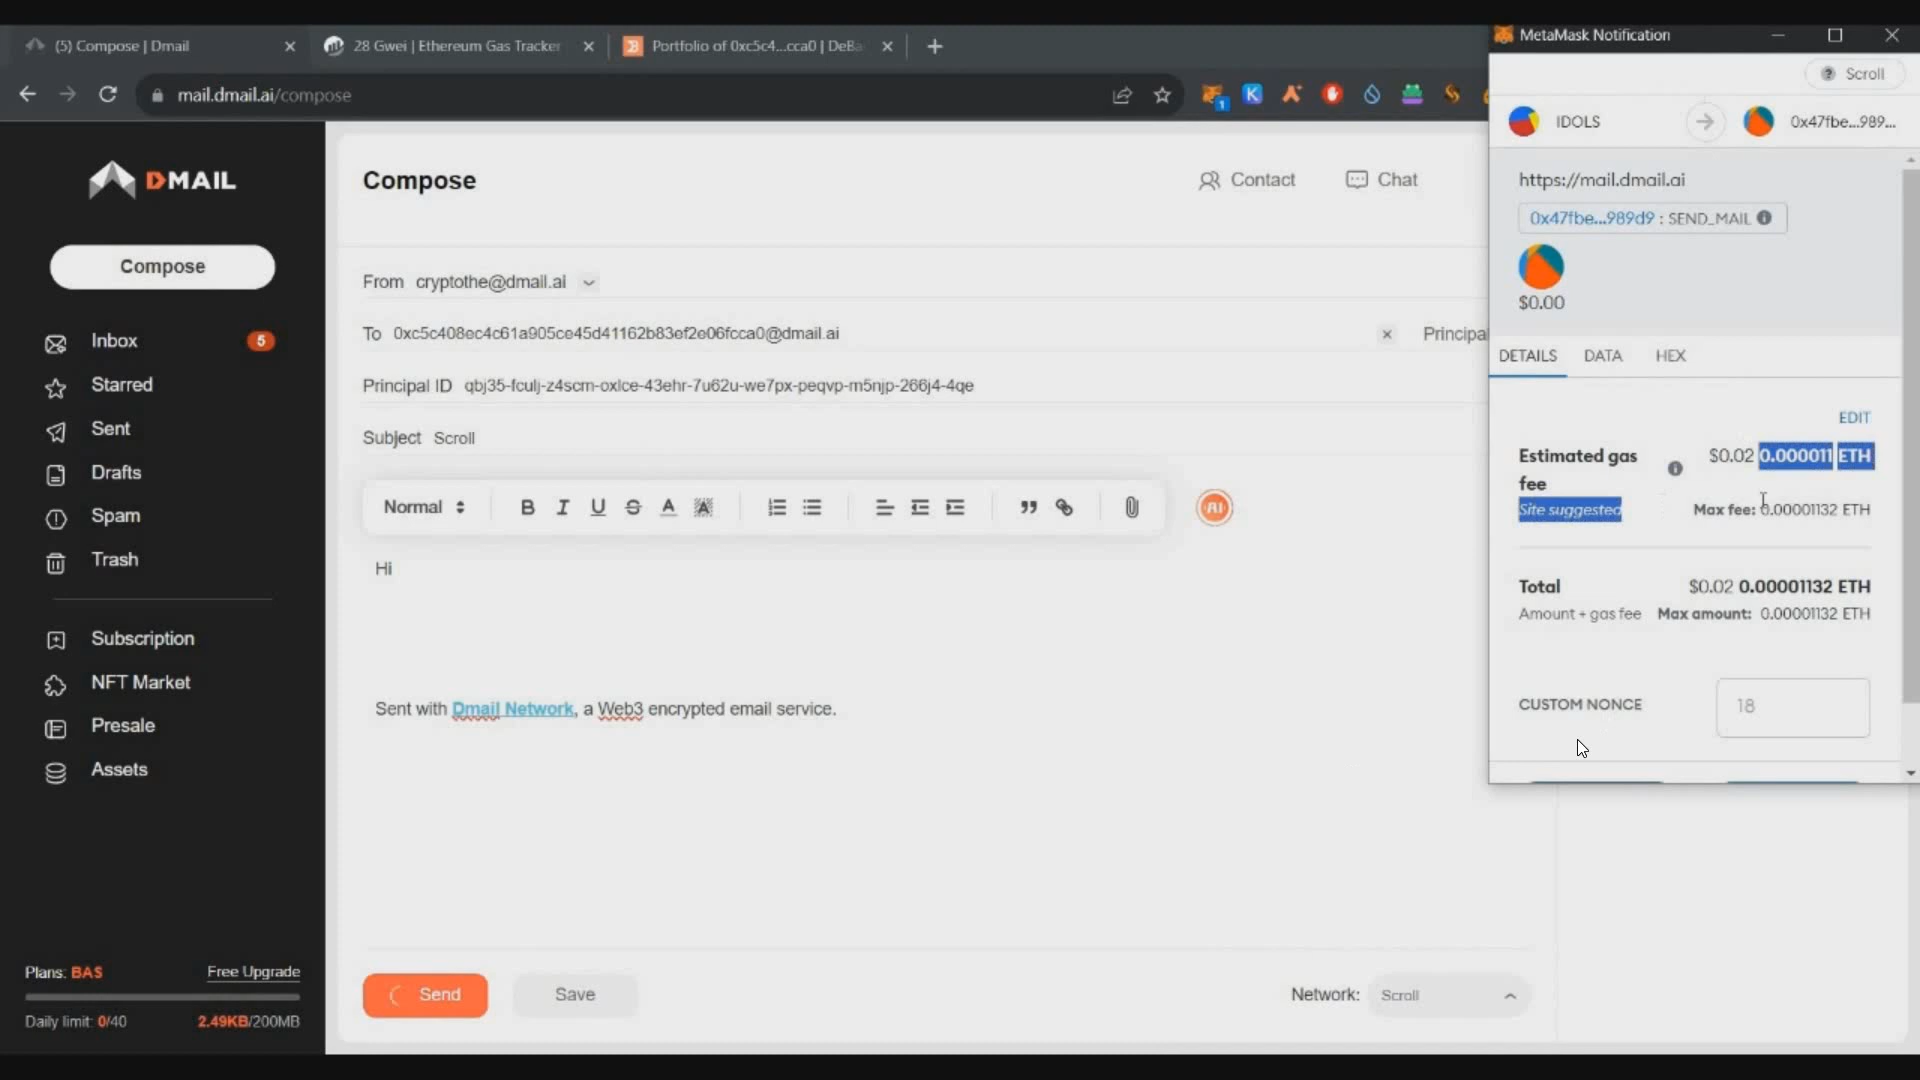 (5) Compose | Dmail
28 Gwei | Ethereum Gas Tracker
Portfolio of 0xc5c4...cca0 | DeBa
MetaMask Notification
mail.dmail.ai/compose
1
Scroll
IDOLS
0x47fbe...989...
DMAIL
Compose
Inbox 5
Starred
Sent
Drafts
Spam
Trash
Subscription
NFT Market
Presale
Assets
Plans: BAS Free Upgrade
Daily limit: 0/40 2.49KB/200MB
Compose
Contact
Chat
From cryptothe@dmail.ai
To 0xc5c408ec4c61a905ce45d41162b83ef2e06fcca0@dmail.ai
Principal
Principal ID qbj35-fculj-z4scm-oxlce-43ehr-7u62u-we7px-peqvp-m5njp-266j4-4qe
Subject Scroll
Normal B I U S A A
AI
Hi
Sent with Dmail Network, a Web3 encrypted email service.
Send
Save
Network: Scroll
https://mail.dmail.ai
0x47fbe...989d9 : SEND_MAIL
$0.00
DETAILS DATA HEX
EDIT
Estimated gas fee $0.02 0.000011 ETH
Site suggested Max fee: 0.00001132 ETH
Total $0.02 0.00001132 ETH
Amount + gas fee Max amount: 0.00001132 ETH
CUSTOM NONCE 18